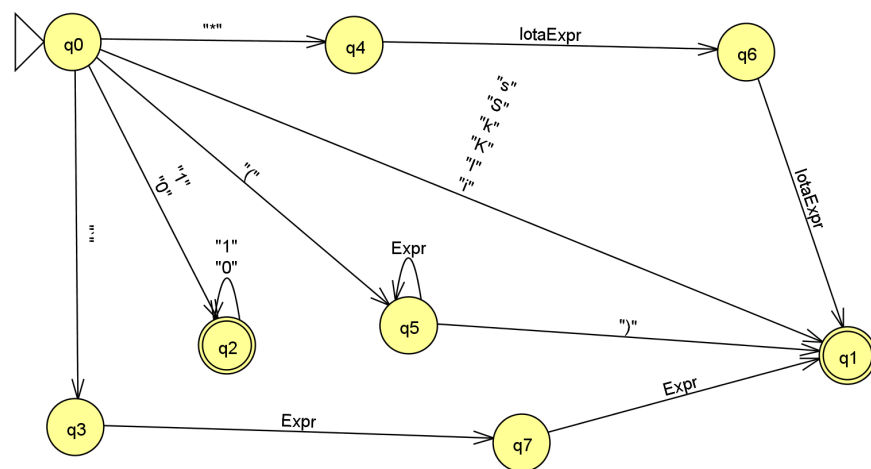 q0
"*"
q4
IotaExpr
q6
"s"
"S"
"k"
"K"
"I"
"i"
"1"
"0"
"("
IotaExpr
"`"
Expr
"1"
"0"
q2
q5
")"
q1
Expr
q3
Expr
q7